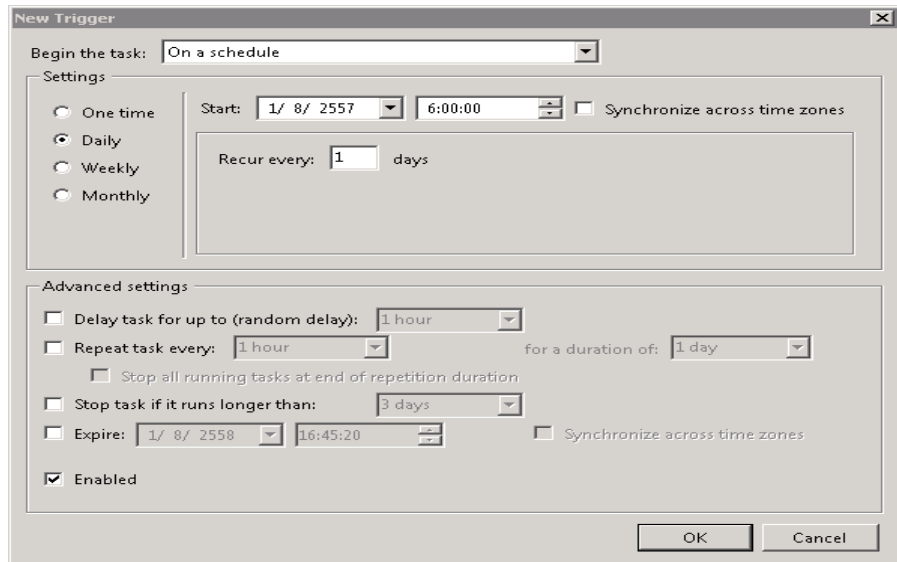 New Trigger
Begin the task: On a schedule
Settings
One time
Daily
Weekly
Monthly
Start: 1/ 8/ 2557 6:00:00 Synchronize across time zones
Recur every: 1 days
Advanced settings
Delay task for up to (random delay): 1 hour
Repeat task every: 1 hour for a duration of: 1 day
Stop all running tasks at end of repetition duration
Stop task if it runs longer than: 3 days
Expire: 1/ 8/ 2558 16:45:20 Synchronize across time zones
Enabled
OK Cancel